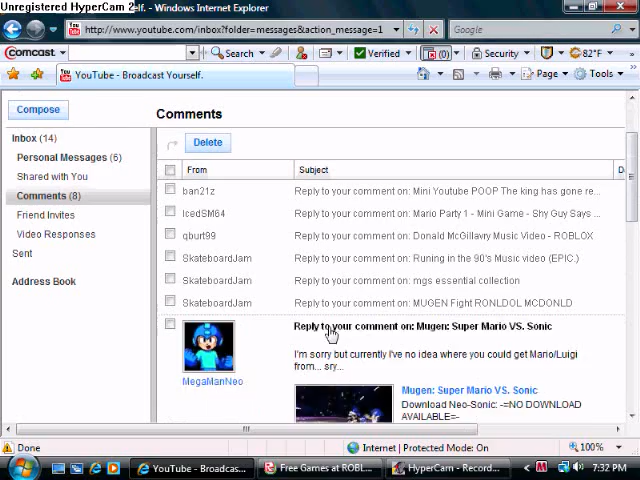 Unregistered HyperCam 2 self. - Windows Internet Explorer
http://www.youtube.com/inbox?folder=messages&action_message=1
Comcast Search Verified (0) Security 82°F
YouTube - Broadcast Yourself. Page Tools
Compose
Comments
Inbox (14)
Delete
Personal Messages (6)
Shared with You
From Subject D
Comments (8)
ban21z Reply to your comment on: Mini Youtube POOP The king has gone re...
Friend Invites
IcedSM64 Reply to your comment on: Mario Party 1 - Mini Game - Shy Guy Says ...
Video Responses
qburt99 Reply to your comment on: Donald McGillavry Music Video - ROBLOX
Sent
SkateboardJam Reply to your comment on: Runing in the 90's Music video (EPIC.)
Address Book
SkateboardJam Reply to your comment on: mgs essential collection
SkateboardJam Reply to your comment on: MUGEN Fight RONLDOL MCDONLD
Reply to your comment on: Mugen: Super Mario VS. Sonic
I'm sorry but currently I've no idea where you could get Mario/Luigi
from... sry...
MegaManNeo
Mugen: Super Mario VS. Sonic
Download Neo-Sonic: -=NO DOWNLOAD
AVAILABLE=-
Done Internet | Protected Mode: On 100%
YouTube - Broadcas... Free Games at ROBL... HyperCam - Record... 7:32 PM